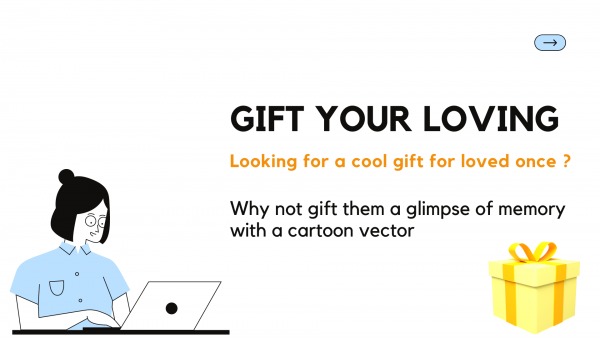 GIFT YOUR LOVING
Looking for a cool gift for loved once ?
Why not gift them a glimpse of memory
with a cartoon vector